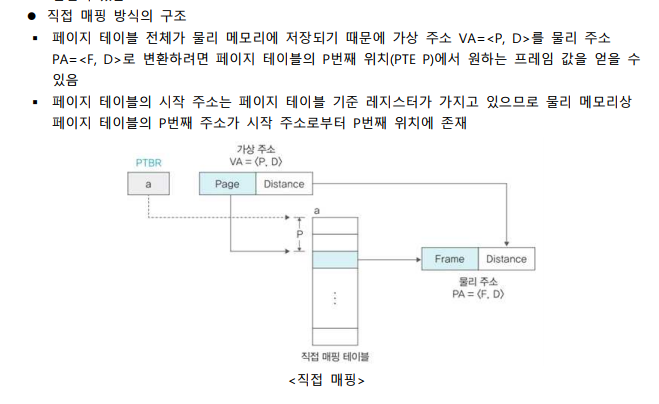 ● 직접 매핑 방식의 구조
▪ 페이지 테이블 전체가 물리 메모리에 저장되기 때문에 가상 주소 VA=<P, D>를 물리 주소
PA=<F, D>로 변환하려면 페이지 테이블의 P번째 위치(PTE P)에서 원하는 프레임 값을 얻을 수
있음
▪ 페이지 테이블의 시작 주소는 페이지 테이블 기준 레지스터가 가지고 있으므로 물리 메모리상
페이지 테이블의 P번째 주소가 시작 주소로부터 P번째 위치에 존재
가상 주소
PTBR VA = ⟨P, D⟩
a Page Distance
a
P
Frame Distance
물리 주소
PA = ⟨F, D⟩
⋮
직접 매핑 테이블
<직접 매핑>